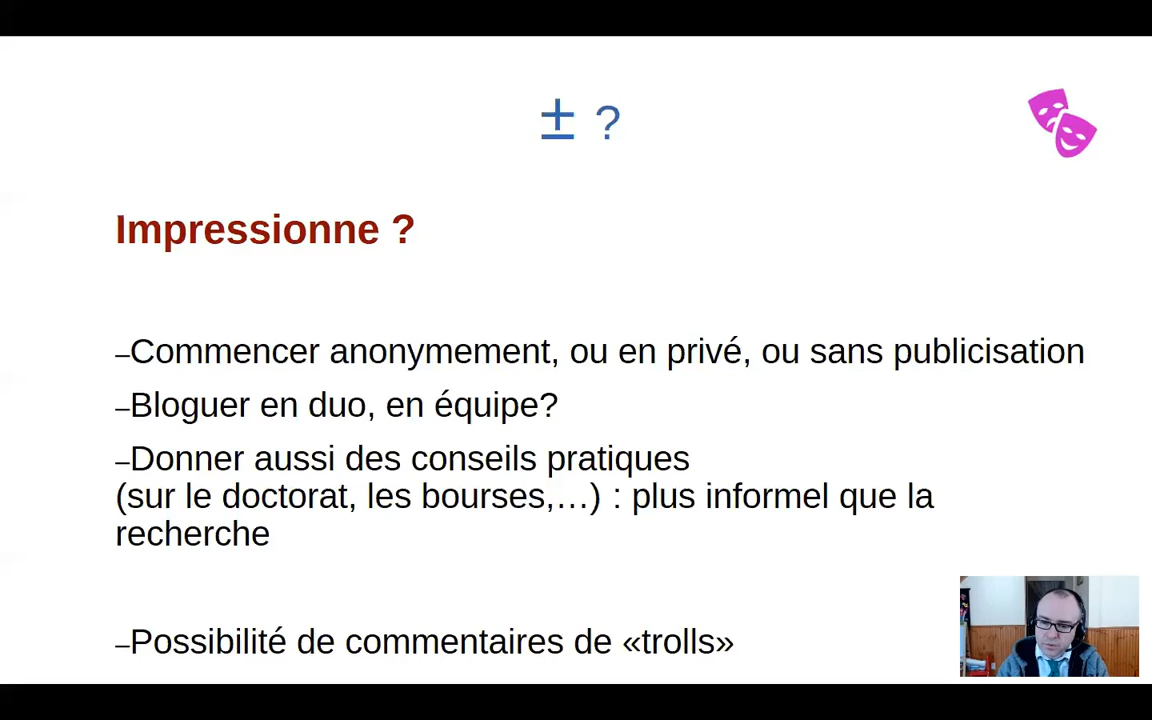 ± ?
Impressionne ?
–Commencer anonymement, ou en privé, ou sans publicisation
–Bloguer en duo, en équipe?
–Donner aussi des conseils pratiques
(sur le doctorat, les bourses,…) : plus informel que la
recherche
–Possibilité de commentaires de «trolls»